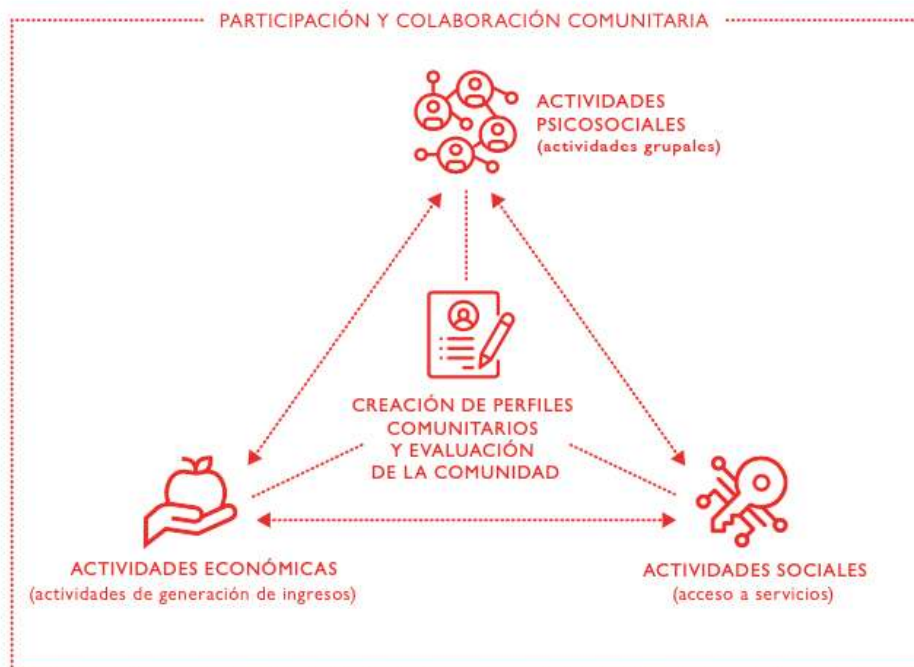 PARTICIPACIÓN Y COLABORACIÓN COMUNITARIA
ACTIVIDADES
PSICOSOCIALES
(actividades grupales)
CREACIÓN DE PERFILES
COMUNITARIOS
Y EVALUACIÓN
DE LA COMUNIDAD
ACTIVIDADES ECONÓMICAS
(actividades de generación de ingresos)
ACTIVIDADES SOCIALES
(acceso a servicios)